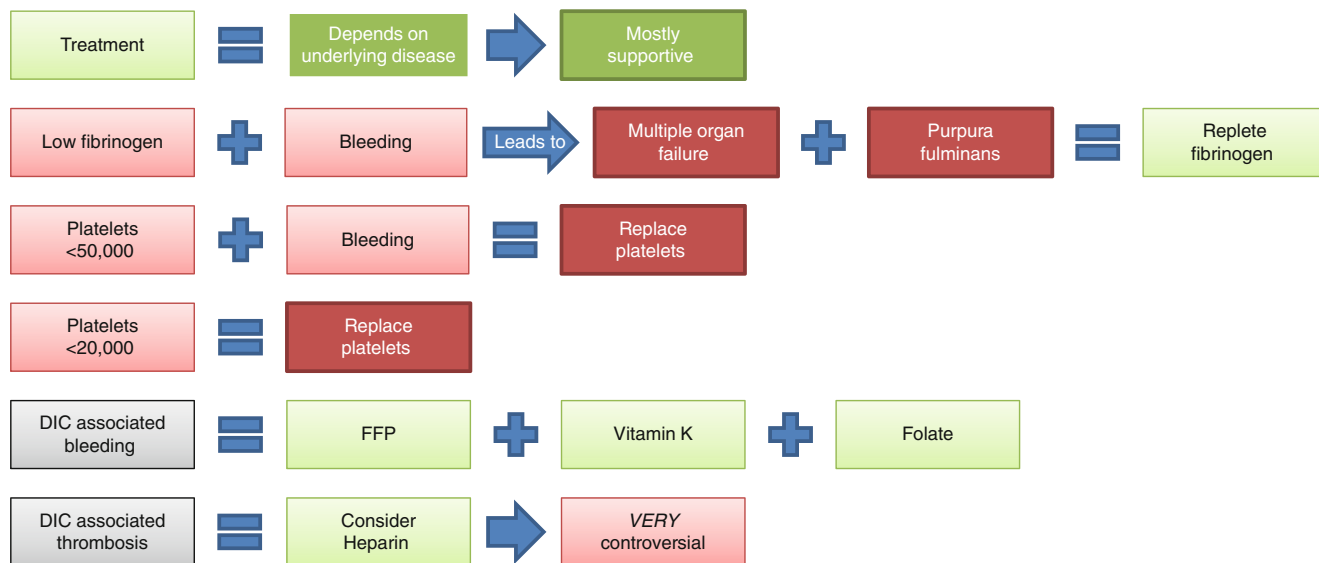 Treatment
Depends on
underlying disease
Mostly
supportive
Low fibrinogen
Bleeding
Leads to
Multiple organ
failure
Purpura
fulminans
Replete
fibrinogen
Platelets
<50,000
Bleeding
Replace
platelets
Platelets
<20,000
Replace
platelets
DIC associated
bleeding
FFP
Vitamin K
Folate
DIC associated
thrombosis
Consider
Heparin
VERY
controversial